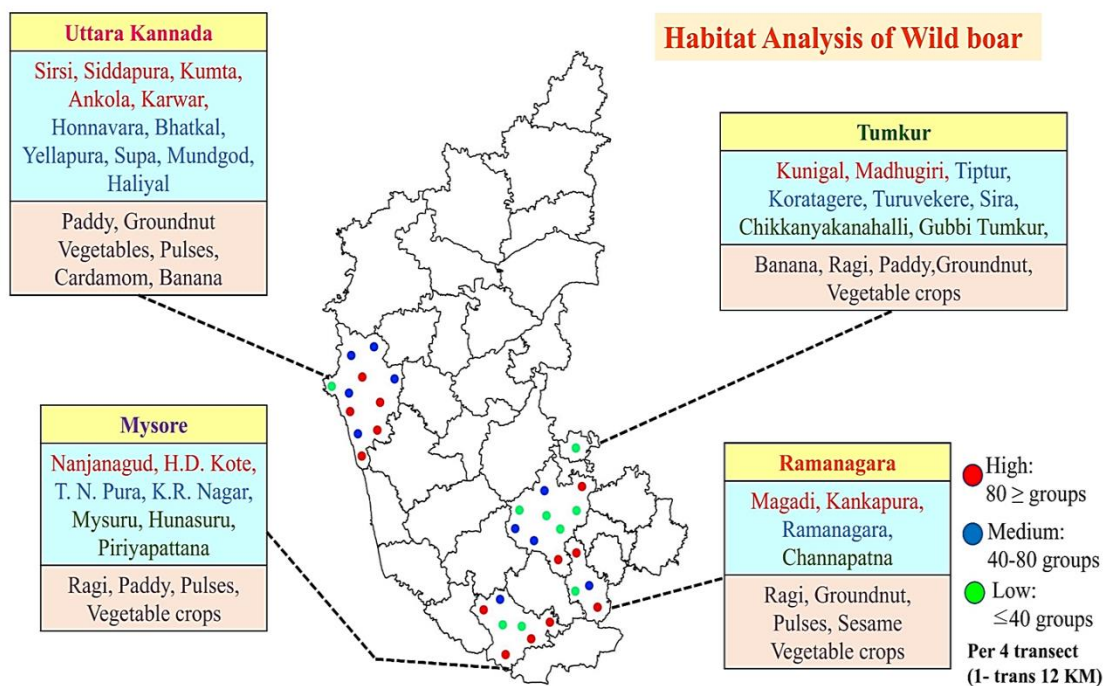 Habitat Analysis of Wild boar
Uttara Kannada
Sirsi, Siddapura, Kumta,
Ankola, Karwar,
Honnavara, Bhatkal,
Yellapura, Supa, Mundgod,
Haliyal
Paddy, Groundnut
Vegetables, Pulses,
Cardamom, Banana
Tumkur
Kunigal, Madhugiri, Tiptur,
Koratagere, Turuvekere, Sira,
Chikkanyakanahalli, Gubbi Tumkur,
Banana, Ragi, Paddy,Groundnut,
Vegetable crops
Mysore
Nanjanagud, H.D. Kote,
T. N. Pura, K.R. Nagar,
Mysuru, Hunasuru,
Piriyapattana
Ragi, Paddy, Pulses,
Vegetable crops
Ramanagara
Magadi, Kankapura,
Ramanagara,
Channapatna
Ragi, Groundnut,
Pulses, Sesame
Vegetable crops
High:
80 ≥ groups
Medium:
40-80 groups
Low:
≤40 groups
Per 4 transect
(1- trans 12 KM)